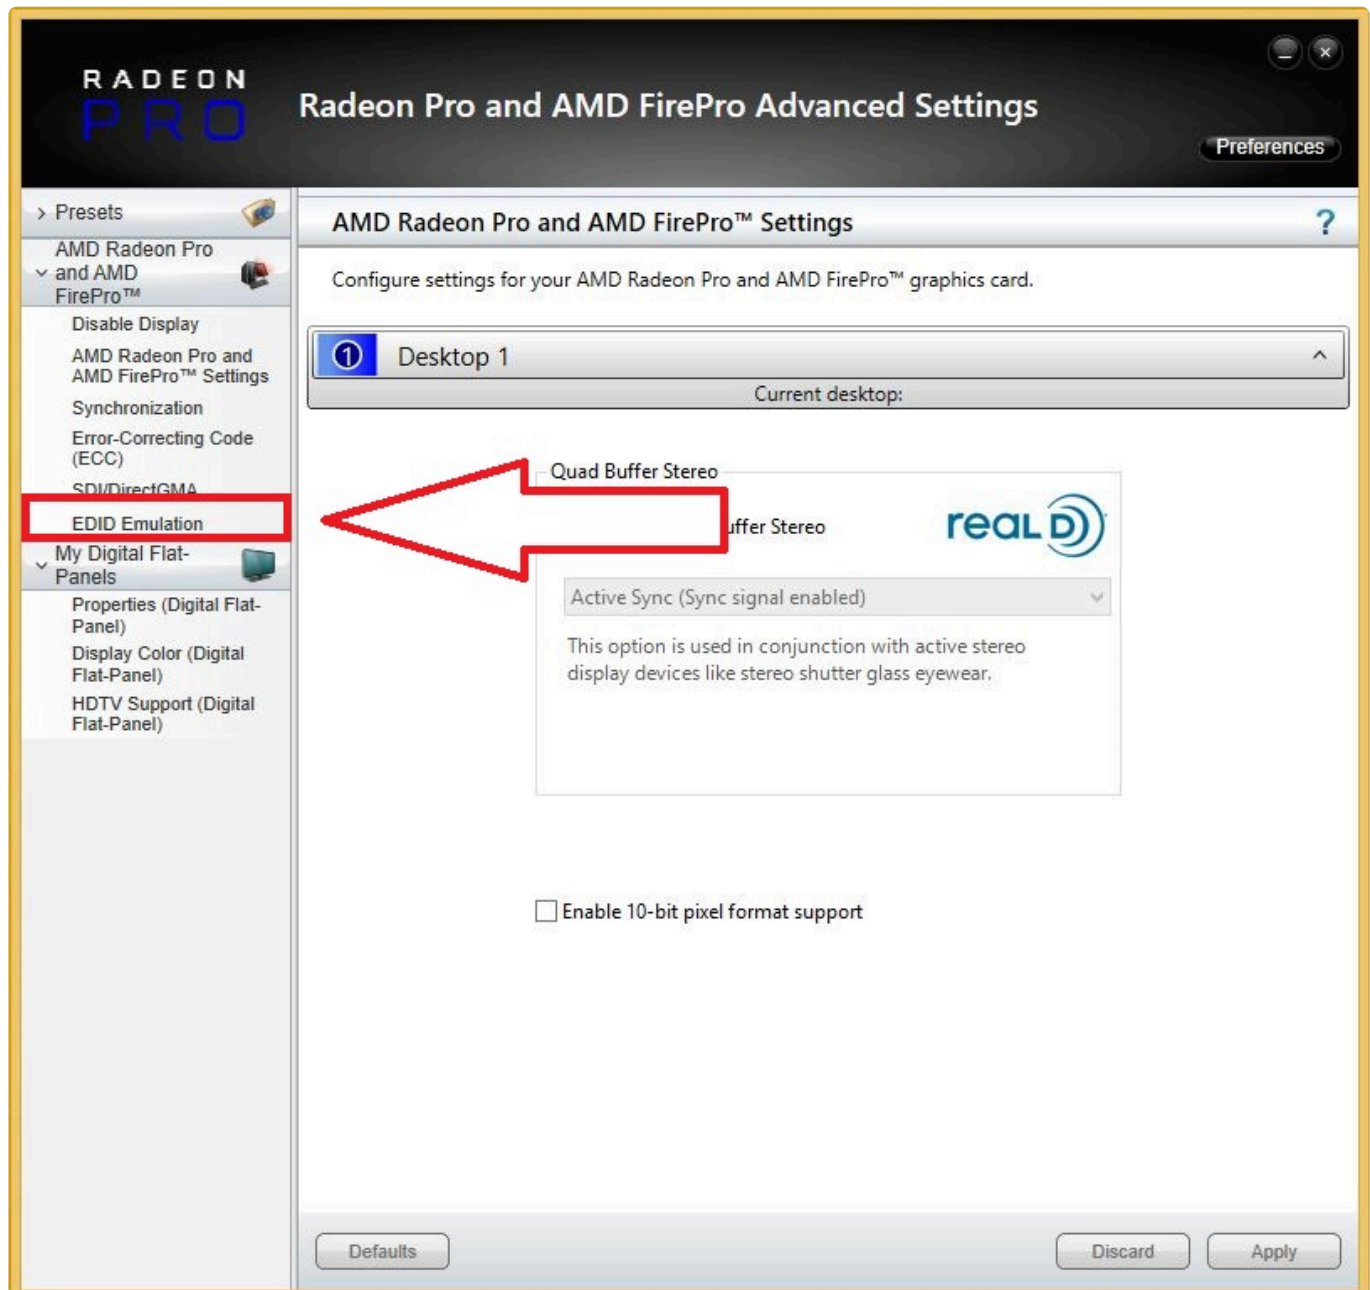 RADEON
PRO
Radeon Pro and AMD FirePro Advanced Settings
Preferences
Presets
AMD Radeon Pro
and AMD
FirePro™
Disable Display
AMD Radeon Pro and
AMD FirePro™ Settings
Synchronization
Error-Correcting Code
(ECC)
SDI/DirectGMA
EDID Emulation
My Digital Flat-
Panels
Properties (Digital Flat-
Panel)
Display Color (Digital
Flat-Panel)
HDTV Support (Digital
Flat-Panel)
AMD Radeon Pro and AMD FirePro™ Settings
?
Configure settings for your AMD Radeon Pro and AMD FirePro™ graphics card.
1 Desktop 1
Current desktop:
Quad Buffer Stereo
uffer Stereo
REAL D
Active Sync (Sync signal enabled)
This option is used in conjunction with active stereo
display devices like stereo shutter glass eyewear.
Enable 10-bit pixel format support
Defaults
Discard
Apply